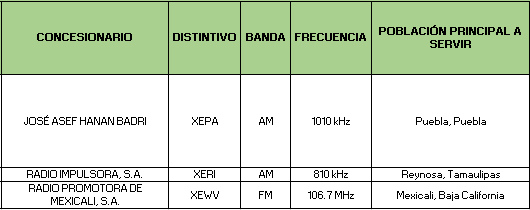 CONCESIONARIO DISTINTIVO BANDA FRECUENCIA POBLACIÓN PRINCIPAL A
SERVIR
JOSÉ ASEF HANAN BADRI XEPA AM 1010 kHz Puebla, Puebla
RADIO IMPULSORA, S.A. XERI AM 810 kHz Reynosa, Tamaulipas
RADIO PROMOTORA DE
MEXICALI, S.A. XEWV FM 106.7 MHz Mexicali, Baja California